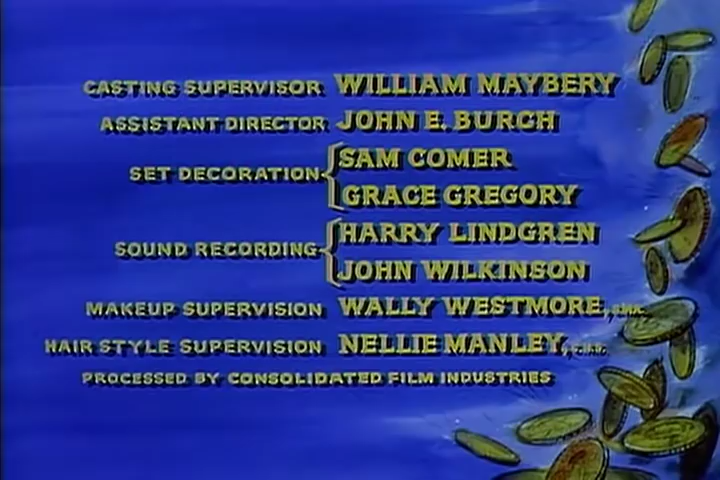 CASTING SUPERVISOR WILLIAM MAYBERY
ASSISTANT DIRECTOR JOHN E. BURCH
SET DECORATION SAM COMER
GRACE GREGORY
SOUND RECORDING HARRY LINDGREN
JOHN WILKINSON
MAKEUP SUPERVISION WALLY WESTMORE,
HAIR STYLE SUPERVISION NELLIE MANLEY,
PROCESSED BY CONSOLIDATED FILM INDUSTRIES